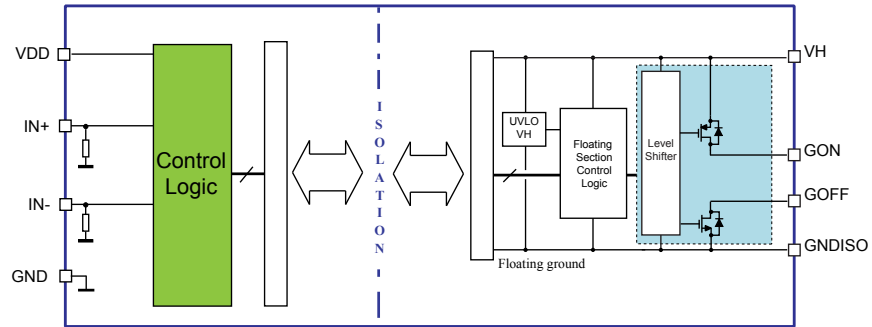 VDD
IN+
IN-
GND
Control
Logic
ISOLATION
UVLO
VH
Floating
Section
Control
Logic
Level
Shifter
Floating ground
VH
GON
GOFF
GNDISO